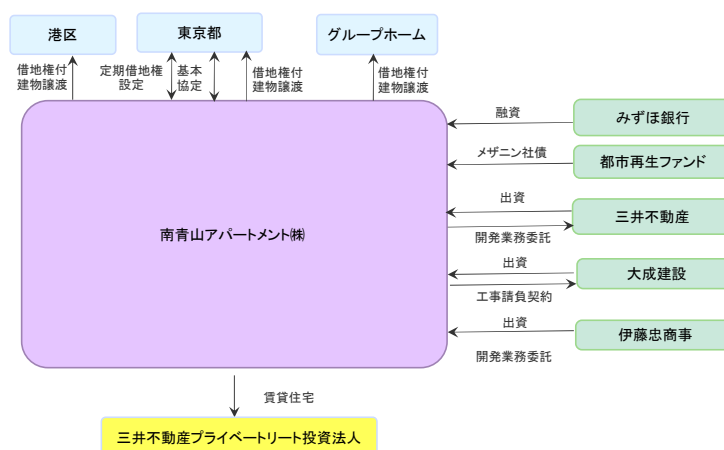 港区
東京都
グループホーム
借地権付
建物譲渡
定期借地権
設定
基本
協定
借地権付
建物譲渡
借地権付
建物譲渡
融資
みずほ銀行
メザニン社債
都市再生ファンド
出資
三井不動産
開発業務委託
南青山アパートメント㈱
出資
大成建設
工事請負契約
出資
伊藤忠商事
開発業務委託
賃貸住宅
三井不動産プライベートリート投資法人